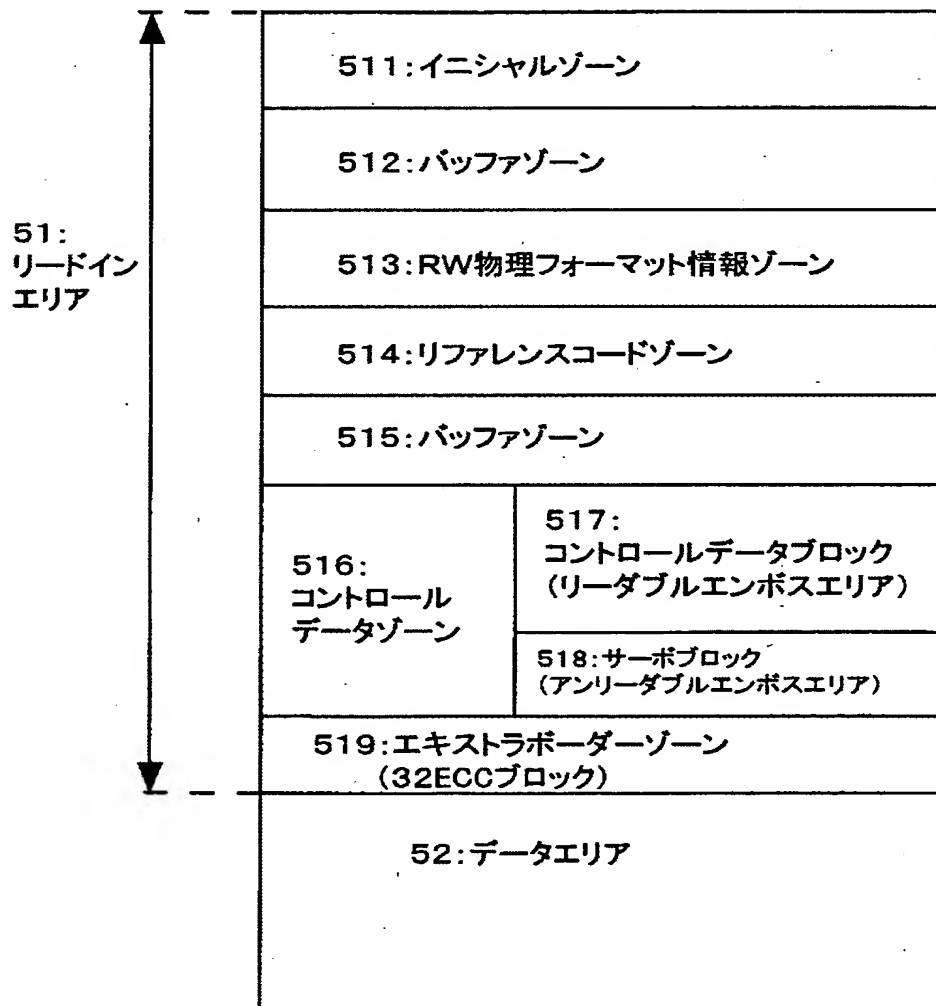 511:イニシャルゾーン
512:バッファゾーン
51:
リードイン
エリア
513:RW物理フォーマット情報ゾーン
514:リファレンスコードゾーン
515:バッファゾーン
516:
コントロール
データゾーン
517:
コントロールデータブロック
(リーダブルエンボスエリア)
518:サーボブロック
(アンリーダブルエンボスエリア)
519:エキストラボーダーゾーン
(32ECCブロック)
52:データエリア